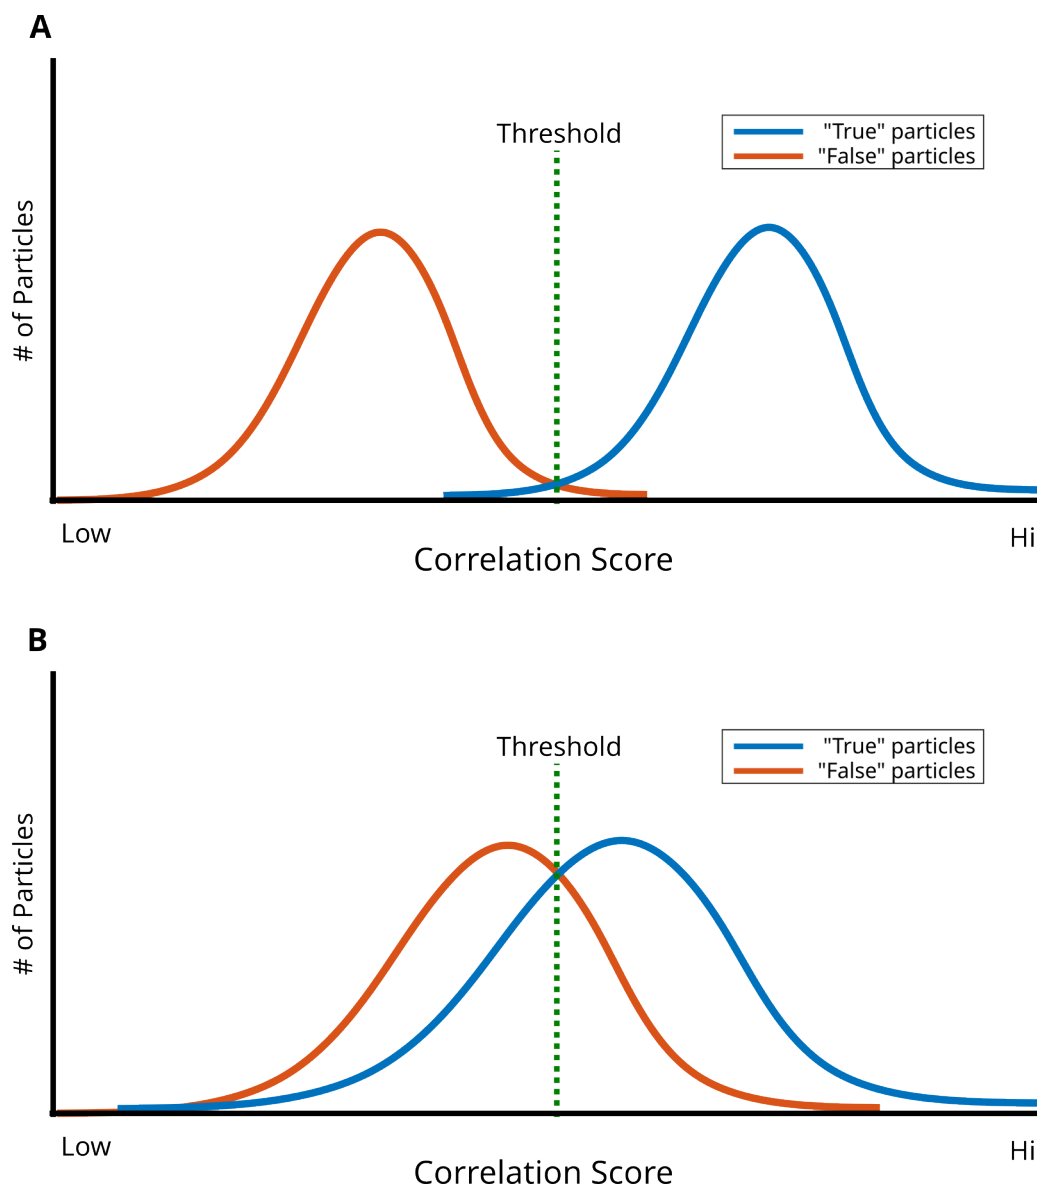 A
Threshold
"True" particles
"False" particles
# of Particles
Low
Hi
Correlation Score
B
Threshold
"True" particles
"False" particles
# of Particles
Low
Hi
Correlation Score